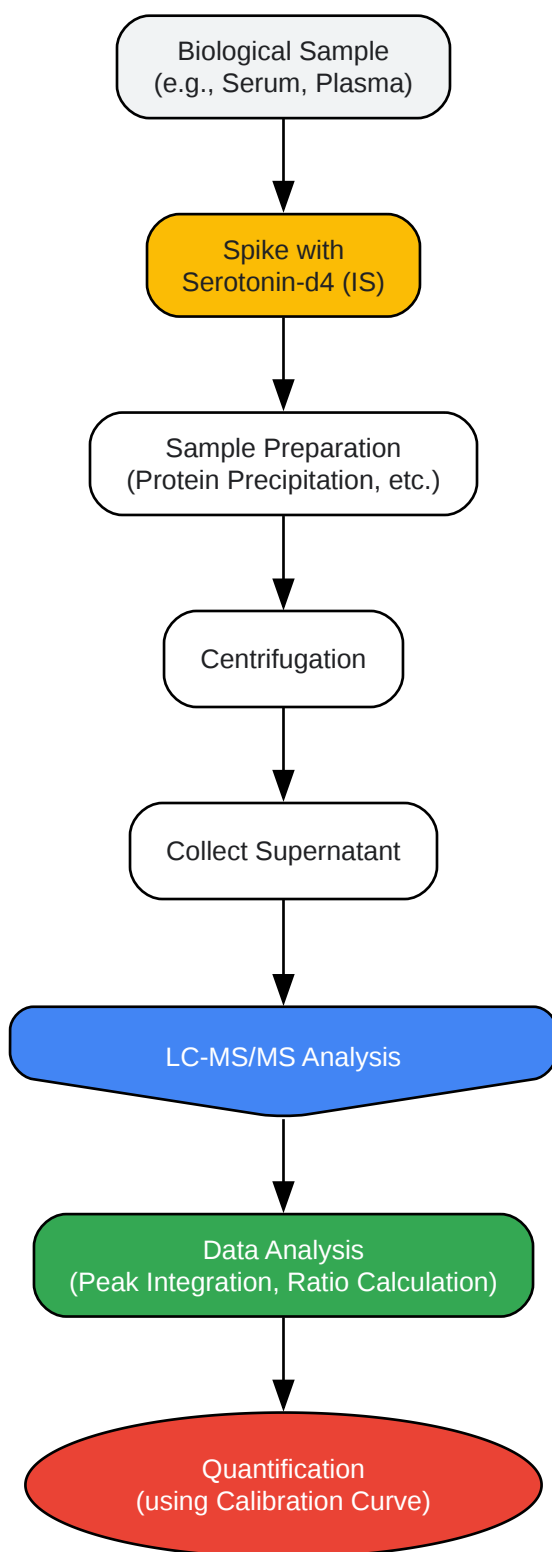 Biological Sample
(e.g., Serum, Plasma)
Spike with
Serotonin-d4 (IS)
Sample Preparation
(Protein Precipitation, etc.)
Centrifugation
Collect Supernatant
LC-MS/MS Analysis
Data Analysis
(Peak Integration, Ratio Calculation)
Quantification
(using Calibration Curve)